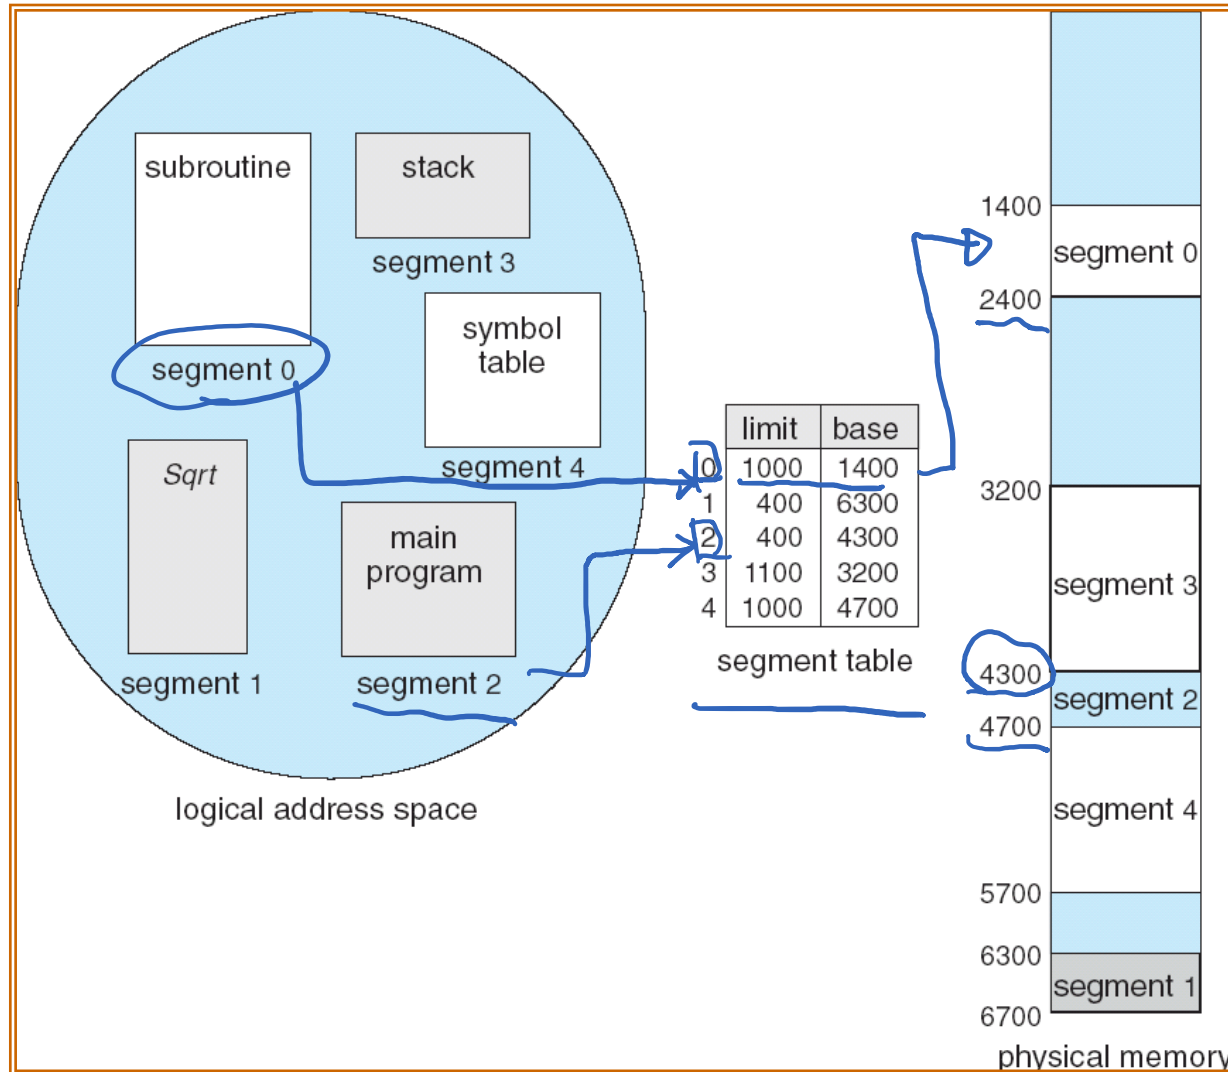 subroutine
segment 0
stack
segment 3
symbol
table
segment 4
Sqrt
segment 1
main
program
segment 2
logical address space
limit base
0 1000 1400
1 400 6300
2 400 4300
3 1100 3200
4 1000 4700
segment table
1400
segment 0
2400
3200
segment 3
4300
segment 2
4700
segment 4
5700
6300
segment 1
6700
physical memory